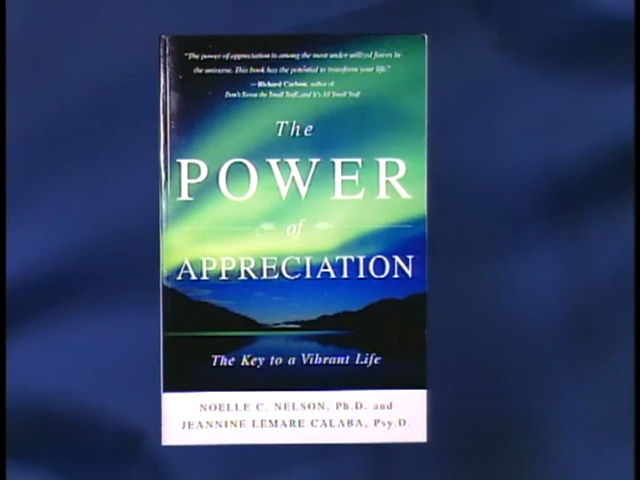 "The power of appreciation is among the most under-utilized forces in
the universe. This book has the potential to transform your life."
—Richard Carlson, author of
Don't Sweat the Small Stuff, and It's All Small Stuff
The
POWER
of
APPRECIATION
The Key to a Vibrant Life
NOELLE C. NELSON, Ph.D. and
JEANNINE LEMARE CALABA, Psy.D.